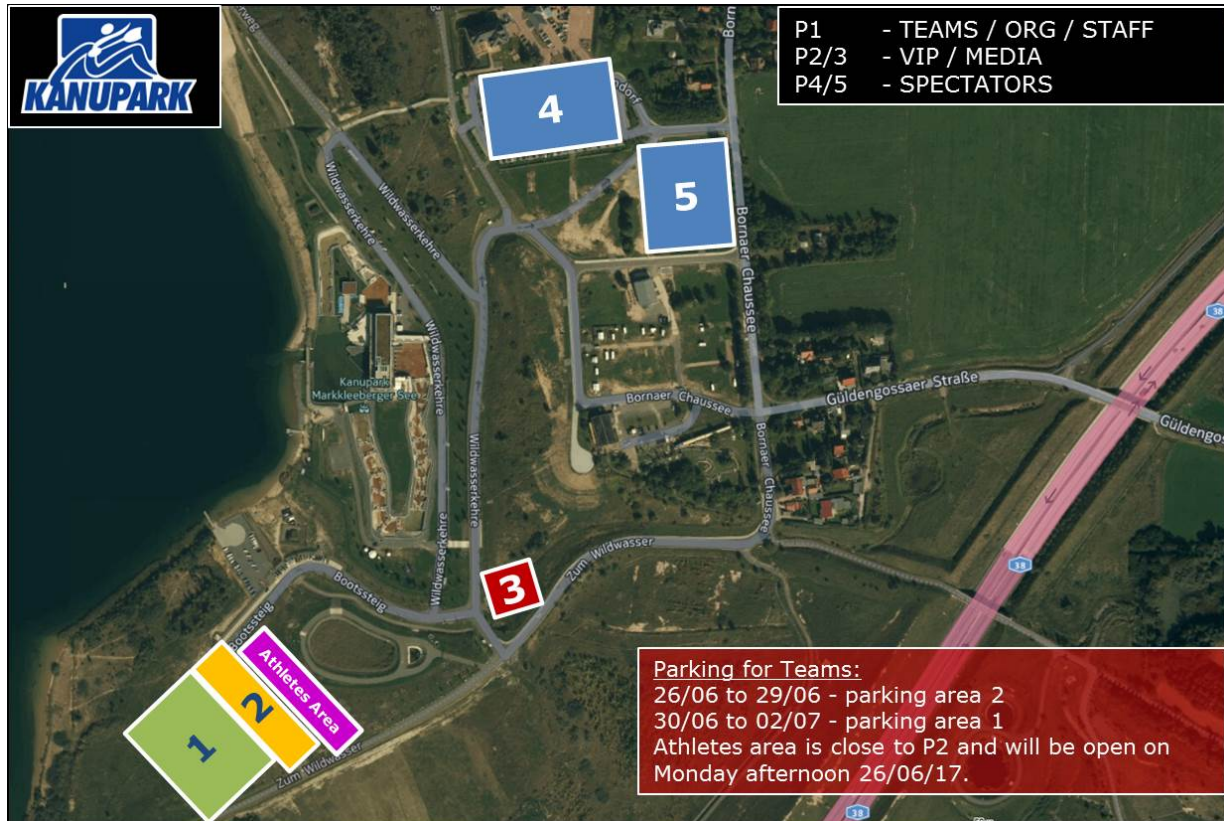 KANUPARK
P1 - TEAMS / ORG / STAFF
P2/3 - VIP / MEDIA
P4/5 - SPECTATORS
4
5
Wildwasserkehre
Wildwasserkehre
Wildwasserkehre
Wildwasserkehre
Wildwasserkehre
Bornaer Chaussee
Kanupark
Markkleeberger See
Bornaer Chaussee
Güldengossaer Straße
Bornaer Chaussee
38
38
38
Zum Wildwasser
3
Bootssteig
Bootssteig
Athletes Area
2
1
Zum Wildwasser
Parking for Teams:
26/06 to 29/06 - parking area 2
30/06 to 02/07 - parking area 1
Athletes area is close to P2 and will be open on
Monday afternoon 26/06/17.